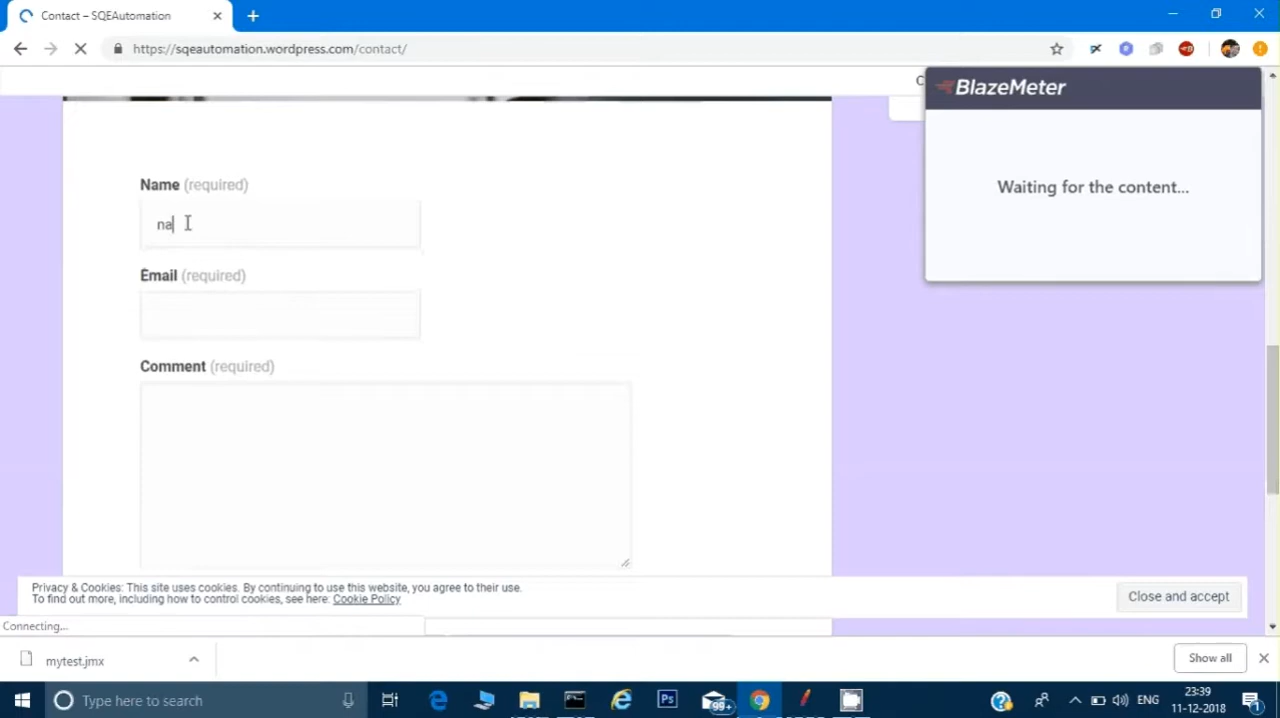 Contact – SQEAutomation
https://sqeautomation.wordpress.com/contact/
BlazeMeter
Waiting for the content...
Name (required)
na
Email (required)
Comment (required)
Privacy & Cookies: This site uses cookies. By continuing to use this website, you agree to their use.
To find out more, including how to control cookies, see here: Cookie Policy
Close and accept
Connecting...
mytest.jmx
Show all
Type here to search
99+
ENG
23:39
11-12-2018